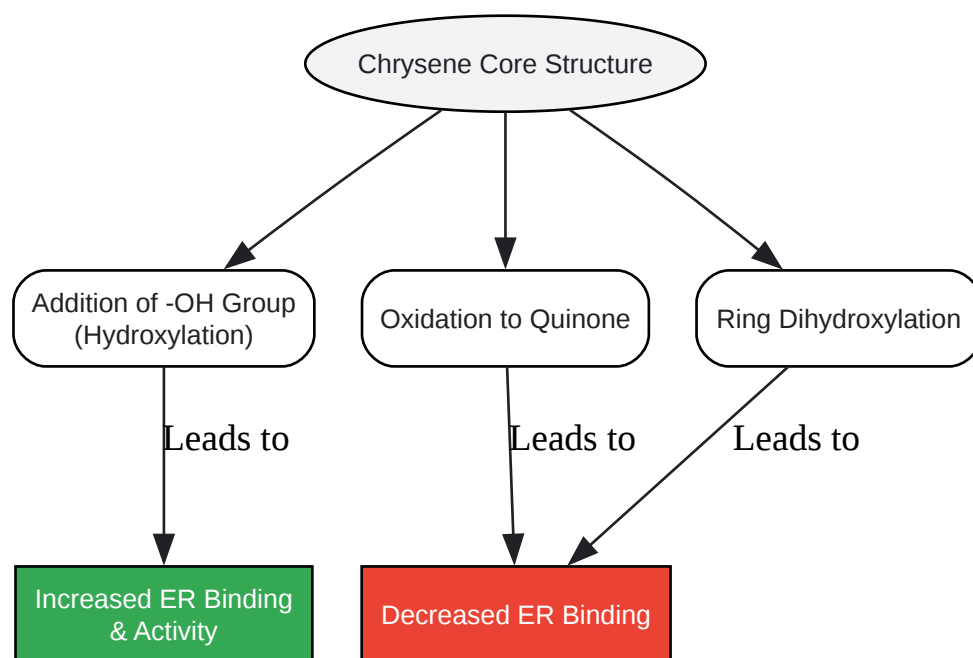 Chrysene Core Structure
Addition of -OH Group
(Hydroxylation)
Oxidation to Quinone
Ring Dihydroxylation
Leads to
Leads to
Leads to
Increased ER Binding
& Activity
Decreased ER Binding